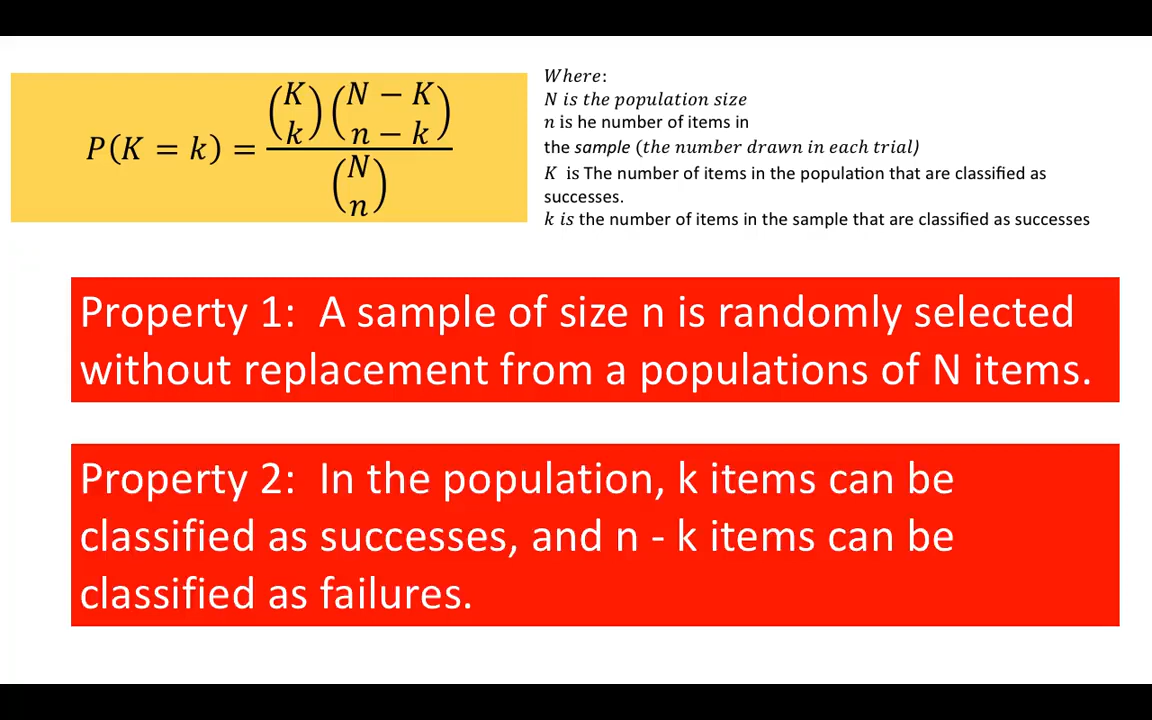 P(K = k) = \frac{\binom{K}{k}\binom{N - K}{n - k}}{\binom{N}{n}}
Where:
N is the population size
n is he number of items in
the sample (the number drawn in each trial)
K is The number of items in the population that are classified as
successes.
k is the number of items in the sample that are classified as successes
Property 1: A sample of size n is randomly selected
without replacement from a populations of N items.
Property 2: In the population, k items can be
classified as successes, and n - k items can be
classified as failures.